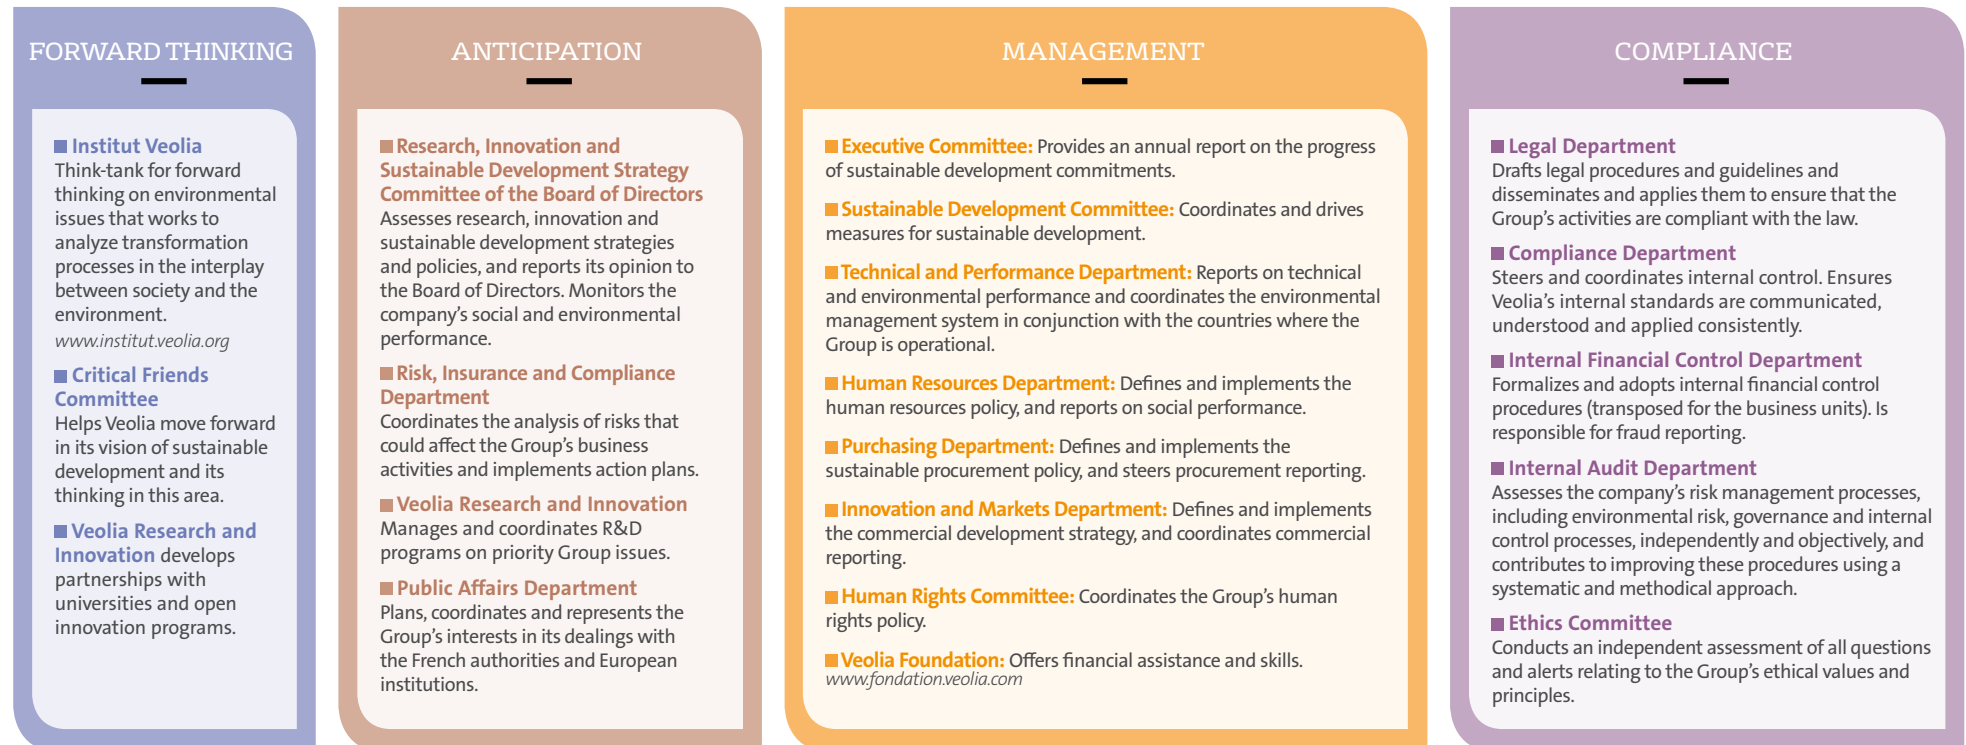 FORWARD THINKING
Institut Veolia
Think-tank for forward
thinking on environmental
issues that works to
analyze transformation
processes in the interplay
between society and the
environment.
www.institut.veolia.org
Critical Friends
Committee
Helps Veolia move forward
in its vision of sustainable
development and its
thinking in this area.
Veolia Research and
Innovation develops
partnerships with
universities and open
innovation programs.
ANTICIPATION
Research, Innovation and
Sustainable Development Strategy
Committee of the Board of Directors
Assesses research, innovation and
sustainable development strategies
and policies, and reports its opinion to
the Board of Directors. Monitors the
company's social and environmental
performance.
Risk, Insurance and Compliance
Department
Coordinates the analysis of risks that
could affect the Group's business
activities and implements action plans.
Veolia Research and Innovation
Manages and coordinates R&D
programs on priority Group issues.
Public Affairs Department
Plans, coordinates and represents the
Group's interests in its dealings with
the French authorities and European
institutions.
MANAGEMENT
Executive Committee: Provides an annual report on the progress
of sustainable development commitments.
Sustainable Development Committee: Coordinates and drives
measures for sustainable development.
Technical and Performance Department: Reports on technical
and environmental performance and coordinates the environmental
management system in conjunction with the countries where the
Group is operational.
Human Resources Department: Defines and implements the
human resources policy, and reports on social performance.
Purchasing Department: Defines and implements the
sustainable procurement policy, and steers procurement reporting.
Innovation and Markets Department: Defines and implements
the commercial development strategy, and coordinates commercial
reporting.
Human Rights Committee: Coordinates the Group's human
rights policy.
Veolia Foundation: Offers financial assistance and skills.
www.fondation.veolia.com
COMPLIANCE
Legal Department
Drafts legal procedures and guidelines and
disseminates and applies them to ensure that the
Group's activities are compliant with the law.
Compliance Department
Steers and coordinates internal control. Ensures
Veolia's internal standards are communicated,
understood and applied consistently.
Internal Financial Control Department
Formalizes and adopts internal financial control
procedures (transposed for the business units). Is
responsible for fraud reporting.
Internal Audit Department
Assesses the company's risk management processes,
including environmental risk, governance and internal
control processes, independently and objectively, and
contributes to improving these procedures using a
systematic and methodical approach.
Ethics Committee
Conducts an independent assessment of all questions
and alerts relating to the Group's ethical values and
principles.